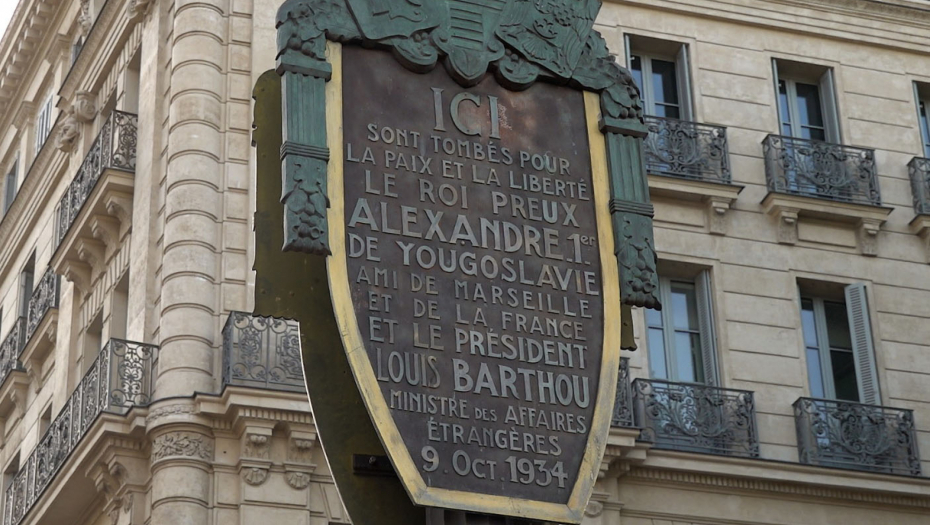 ICI
SONT TOMBÉS POUR
LA PAIX ET LA LIBERTÉ
LE ROI PREUX
ALEXANDRE.1er
DE YOUGOSLAVIE
AMI DE MARSEILLE
ET DE LA FRANCE
ET LE PRÉSIDENT
LOUIS BARTHOU
MINISTRE DES AFFAIRES
ÉTRANGÈRES
9. OCT 1934